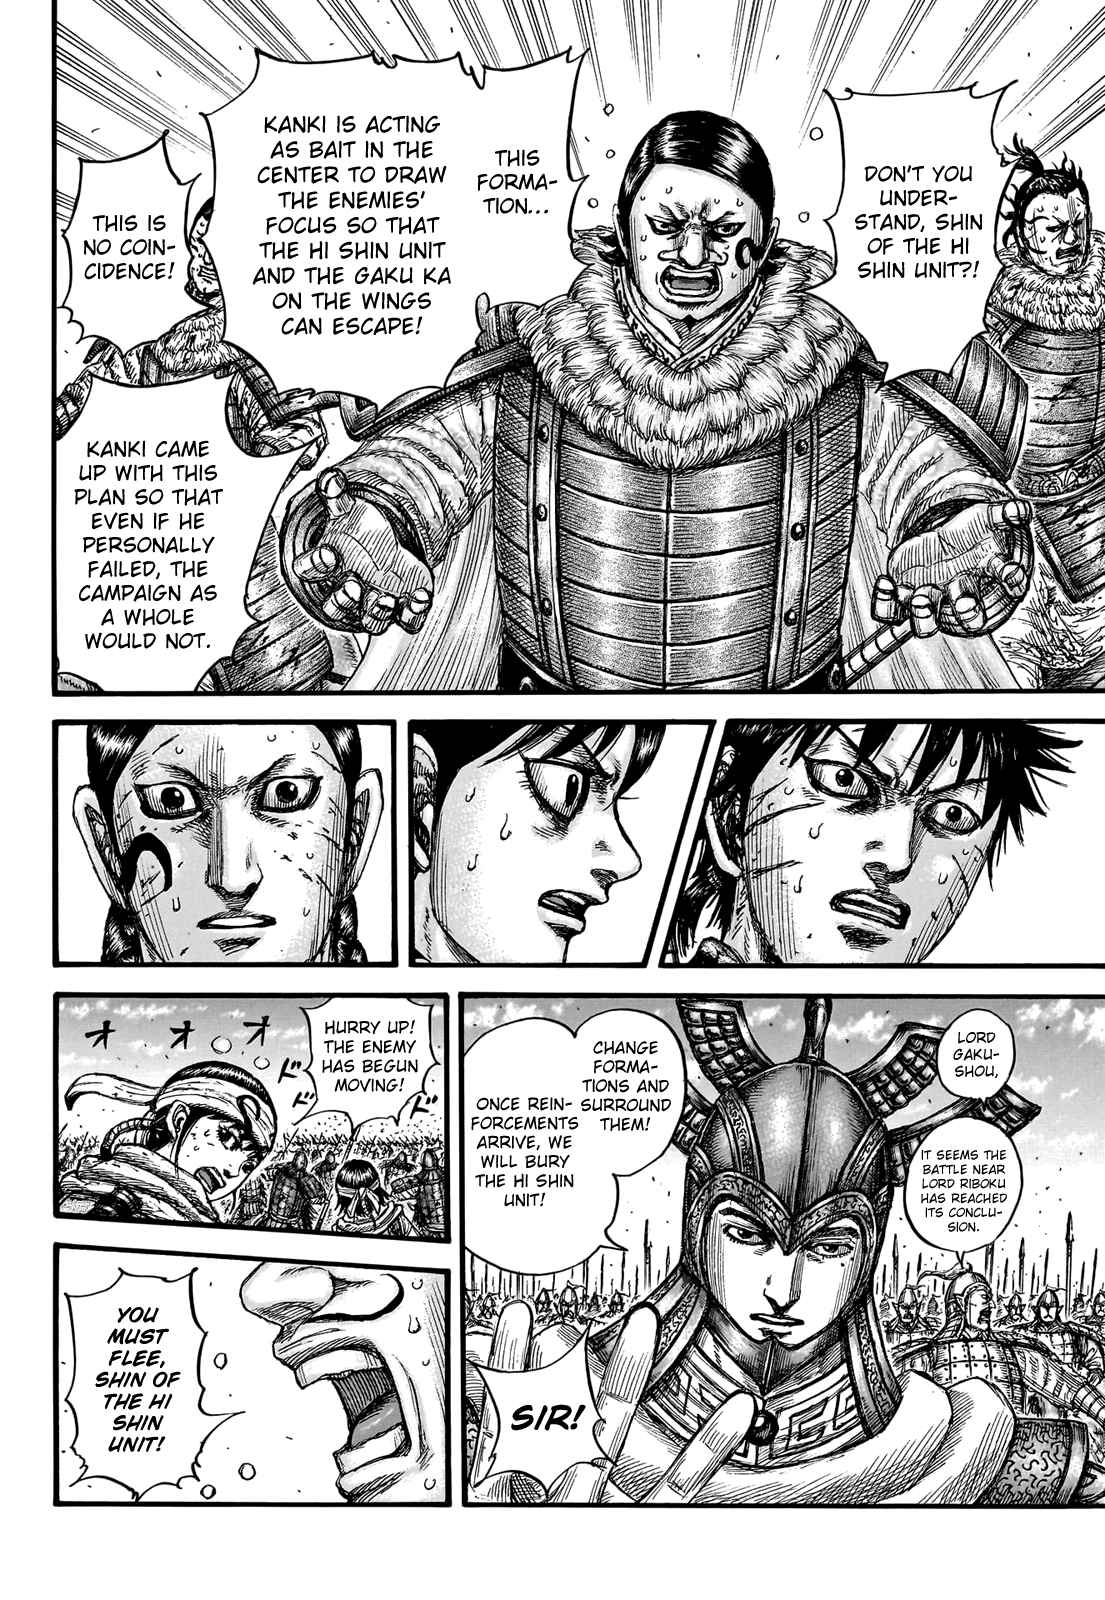 DON'T YOU
UNDER-
STAND, SHIN
OF THE HI
SHIN UNIT?!
THIS
FORMA-
TION...
KANKI IS ACTING
AS BAIT IN THE
CENTER TO DRAW
THE ENEMIES'
FOCUS SO THAT
THE HI SHIN UNIT
AND THE GAKU KA
ON THE WINGS
CAN ESCAPE!
THIS IS
NO COIN-
CIDENCE!
KANKI CAME
UP WITH THIS
PLAN SO THAT
EVEN IF HE
PERSONALLY
FAILED, THE
CAMPAIGN AS
A WHOLE
WOULD NOT.
LORD
GAKU-
SHOU,
IT SEEMS THE
BATTLE NEAR
LORD RIBOKU
HAS REACHED
ITS CONCLU-
SION.
CHANGE
FORMA-
TIONS AND
SURROUND
THEM!
ONCE REIN-
FORCEMENTS
ARRIVE, WE
WILL BURY
THE HI SHIN
UNIT!
SIR!
HURRY UP!
THE ENEMY
HAS BEGUN
MOVING!
オオオ
ドドド
YOU
MUST
FLEE,
SHIN OF
THE HI
SHIN
UNIT!